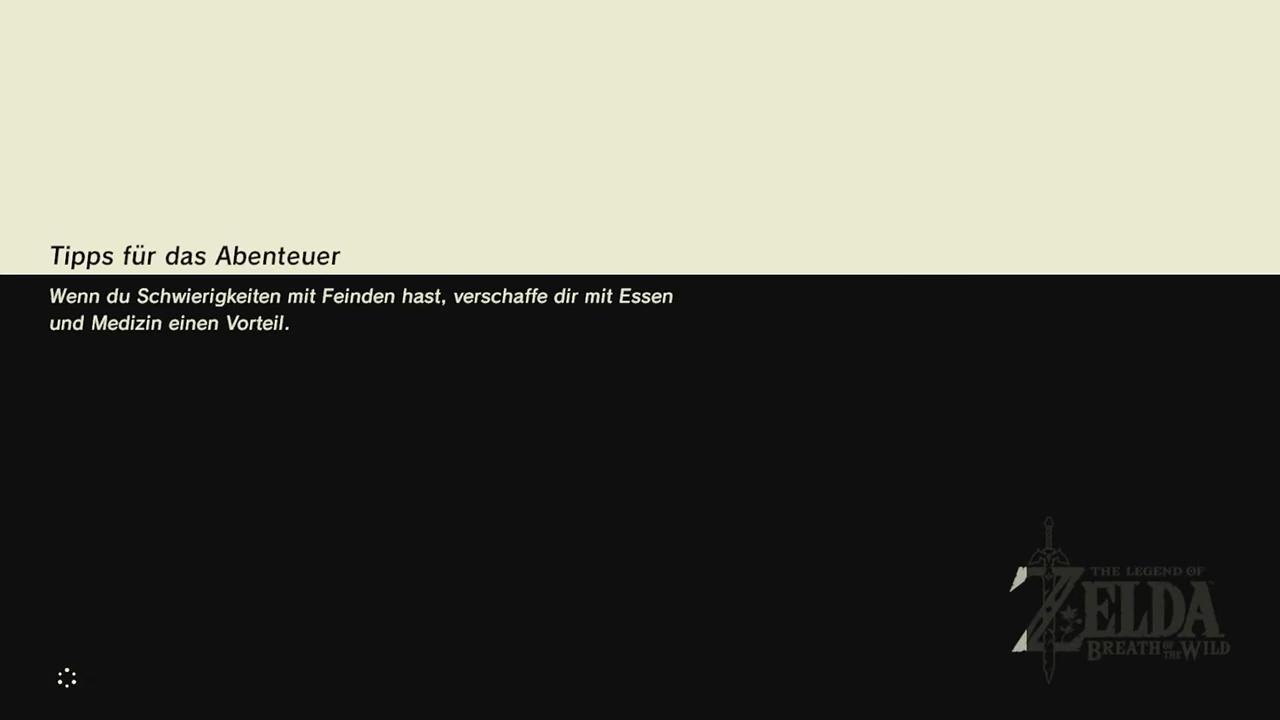 Tipps für das Abenteuer
Wenn du Schwierigkeiten mit Feinden hast, verschaffe dir mit Essen
und Medizin einen Vorteil.
THE LEGEND OF
ZELDA
BREATH OF THE WILD